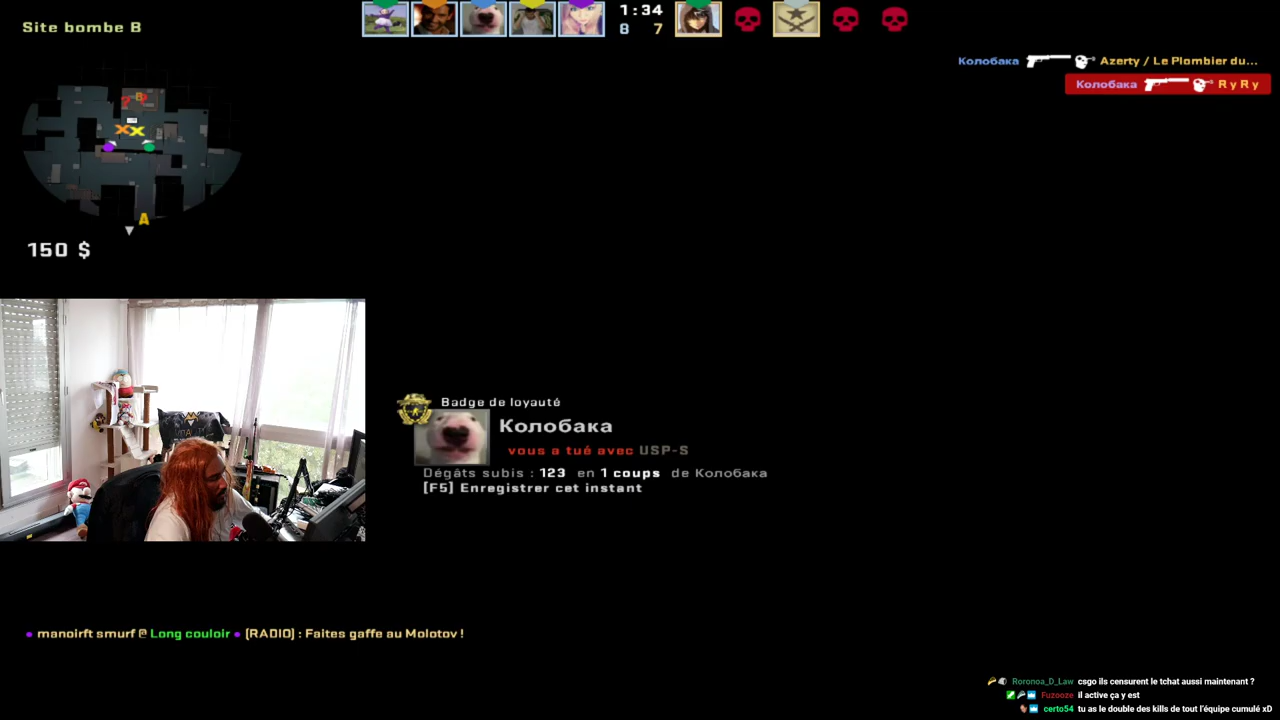 Site bombe B
1:34
8 7
Колобака Azerty / Le Plombier du...
Колобака R y R y
B
A
150 $
Badge de loyauté
Колобака
vous a tué avec USP-S
Dégâts subis : 123 en 1 coups de Колобака
[F5] Enregistrer cet instant
• manoirft smurf @ Long couloir • [RADIO] : Faites gaffe au Molotov !
Roronoa_D_Law csgo ils censurent le tchat aussi maintenant ?
Fuzooze il active ça y est
certo54 tu as le double des kills de tout l'équipe cumulé xD